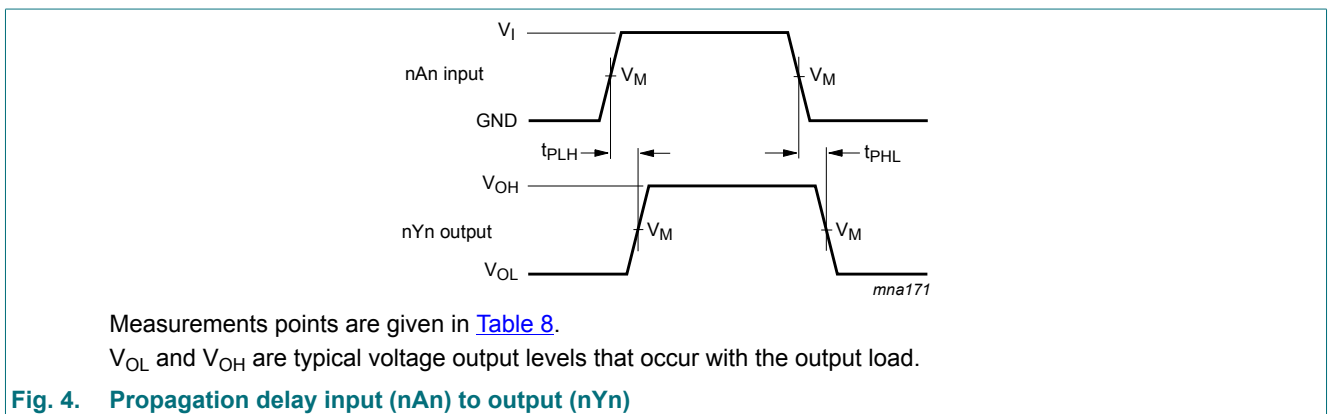 V_I
nAn input
V_M
V_M
GND
t_PLH
t_PHL
V_OH
nYn output
V_M
V_M
V_OL
mna171
Measurements points are given in Table 8.
V_OL and V_OH are typical voltage output levels that occur with the output load.
Fig. 4. Propagation delay input (nAn) to output (nYn)